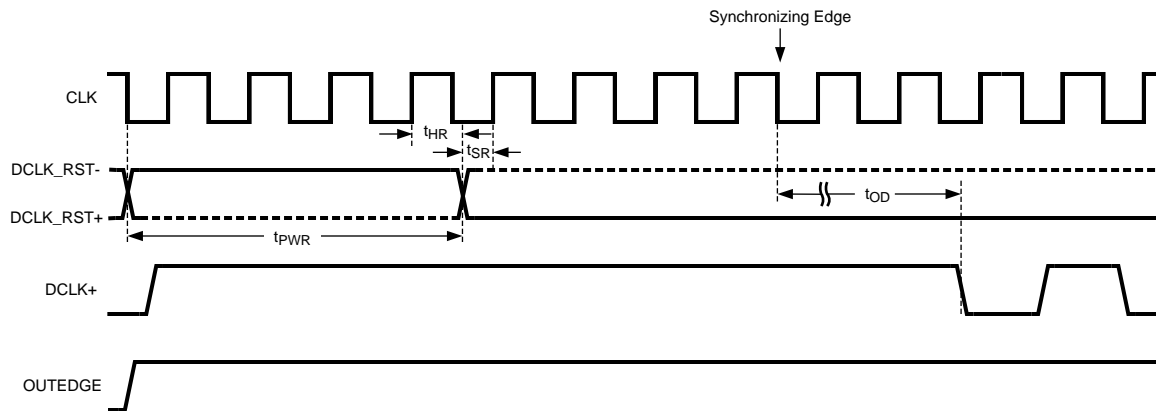 Synchronizing Edge
CLK
tHR
tSR
DCLK_RST-
tOD
DCLK_RST+
tPWR
DCLK+
OUTEDGE